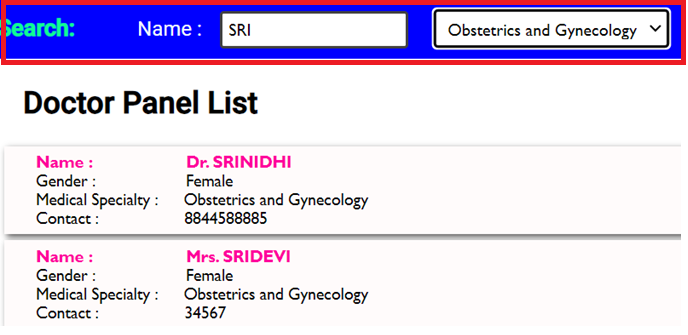 Search: Name : SRI Obstetrics and Gynecology
Doctor Panel List
Name : Dr. SRINIDHI
Gender : Female
Medical Specialty : Obstetrics and Gynecology
Contact : 8844588885
Name : Mrs. SRIDEVI
Gender : Female
Medical Specialty : Obstetrics and Gynecology
Contact : 34567